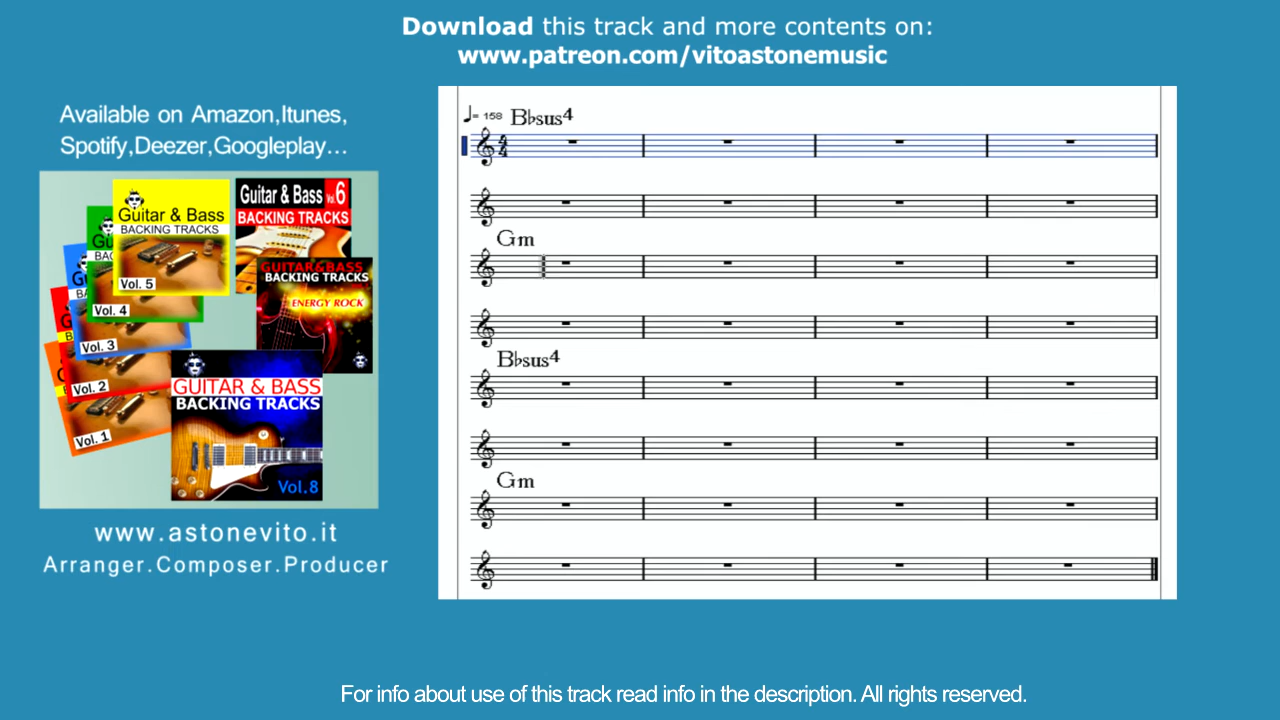 Download this track and more contents on:
www.patreon.com/vitoastonemusic
Available on Amazon,Itunes,
Spotify,Deezer,Googleplay...
Guitar & Bass
BACKING TRACKS
Vol. 5
Guitar & Bass Vol.6
BACKING TRACKS
GUITAR&BASS
BACKING TRACKS
ENERGY ROCK
Vol. 4
Vol. 3
Vol. 2
Vol. 1
GUITAR & BASS
BACKING TRACKS
Vol.8
www.astonevito.it
Arranger.Composer.Producer
♩= 158 B♭sus4
4/4
Gm
B♭sus4
Gm
For info about use of this track read info in the description. All rights reserved.